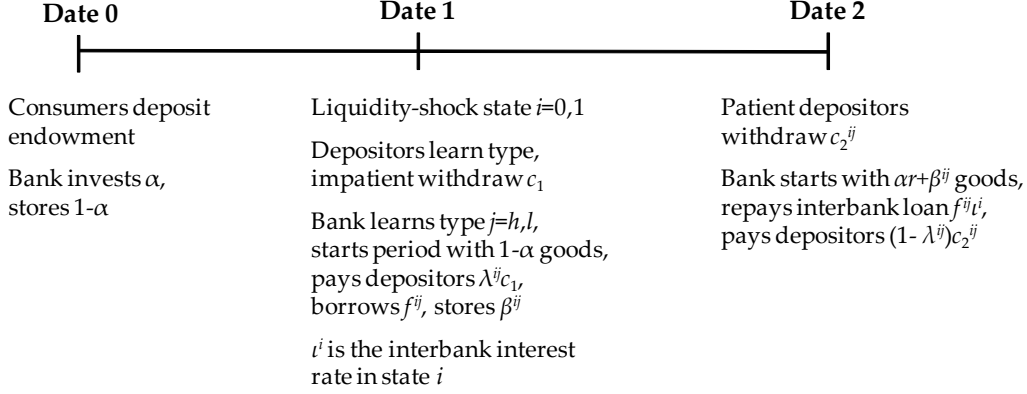 Date 0
Date 1
Date 2
Consumers deposit
endowment
Bank invests α,
stores 1-α
Liquidity-shock state i=0,1
Depositors learn type,
impatient withdraw c₁
Bank learns type j=h,l,
starts period with 1-α goods,
pays depositors λⁱʲc₁,
borrows fⁱʲ, stores βⁱʲ
ιⁱ is the interbank interest
rate in state i
Patient depositors
withdraw c₂ⁱʲ
Bank starts with αr+βⁱʲ goods,
repays interbank loan fⁱʲιⁱ,
pays depositors (1- λⁱʲ)c₂ⁱʲ